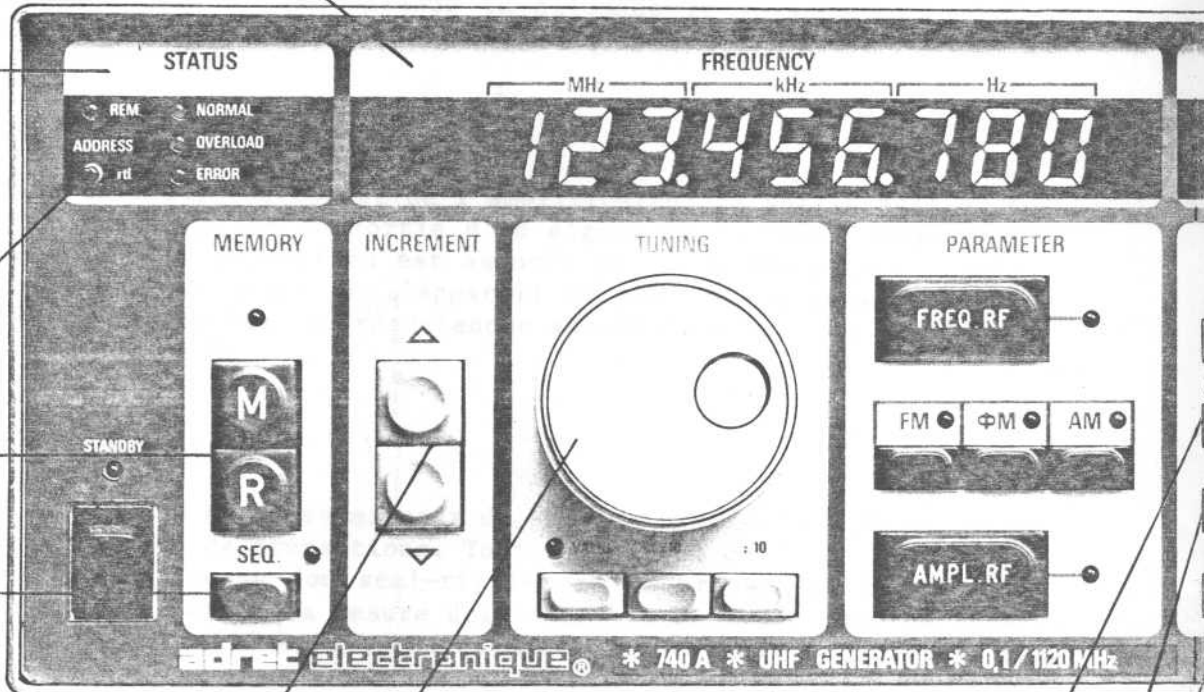 STATUS
FREQUENCY
MHz kHz Hz
REM NORMAL
ADDRESS OVERLOAD
rtl ERROR
123.456.780
MEMORY
INCREMENT
TUNING
PARAMETER
FREQ.RF
M
FM ΦM AM
STANDBY
R
SEQ.
: 10
AMPL.RF
adret electronique® * 740 A * UHF GENERATOR * 0,1 / 1120 MHz